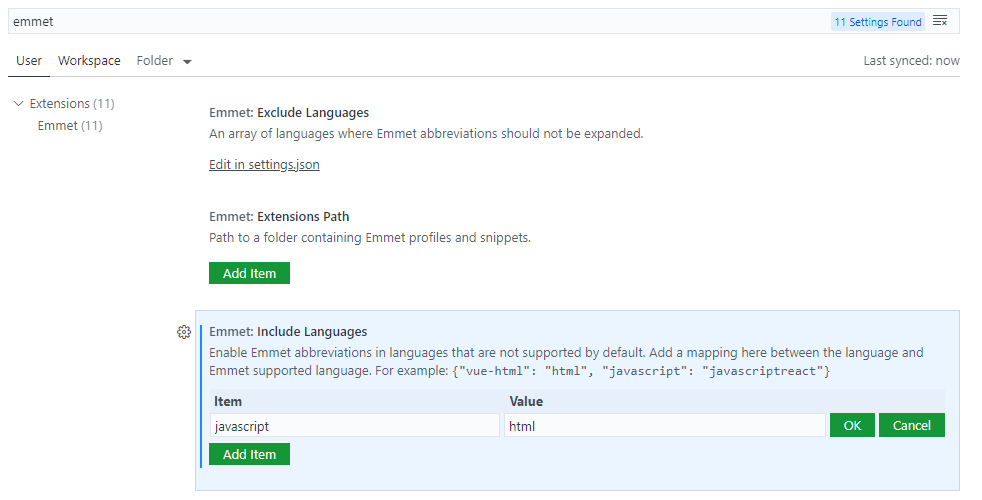 emmet
11 Settings Found
User Workspace Folder
Last synced: now
Extensions (11)
Emmet (11)
Emmet: Exclude Languages
An array of languages where Emmet abbreviations should not be expanded.
Edit in settings.json
Emmet: Extensions Path
Path to a folder containing Emmet profiles and snippets.
Add Item
Emmet: Include Languages
Enable Emmet abbreviations in languages that are not supported by default. Add a mapping here between the language and
Emmet supported language. For example: {"vue-html": "html", "javascript": "javascriptreact"}
Item Value
javascript html OK Cancel
Add Item